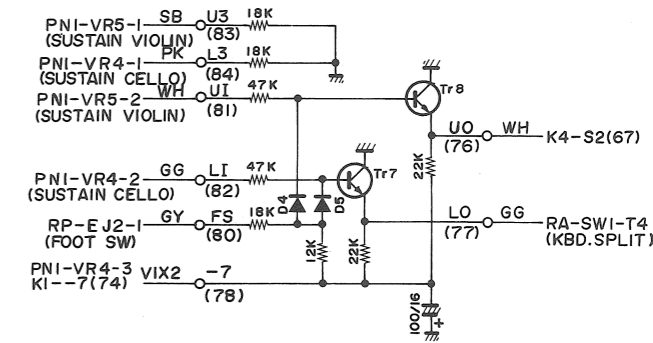 PN1-VR5-1 SB U3 18K
(SUSTAIN VIOLIN) (83)
PN1-VR4-1 PK L3 18K
(SUSTAIN CELLO) (84)
PN1-VR5-2 WH U1 47K Tr8
(SUSTAIN VIOLIN) (81)
UO WH K4-S2(67)
(76)
22K
PN1-VR4-2 GG L1 47K Tr7
(SUSTAIN CELLO) (82)
D4 D5
RP-EJ2-1 GY FS 18K
(FOOT SW) (80)
LO GG RA-SW1-T4
(77) (KBD.SPLIT)
12K 22K
PN1-VR4-3
K1--7(74) V1X2 -7
(78)
100/16 +